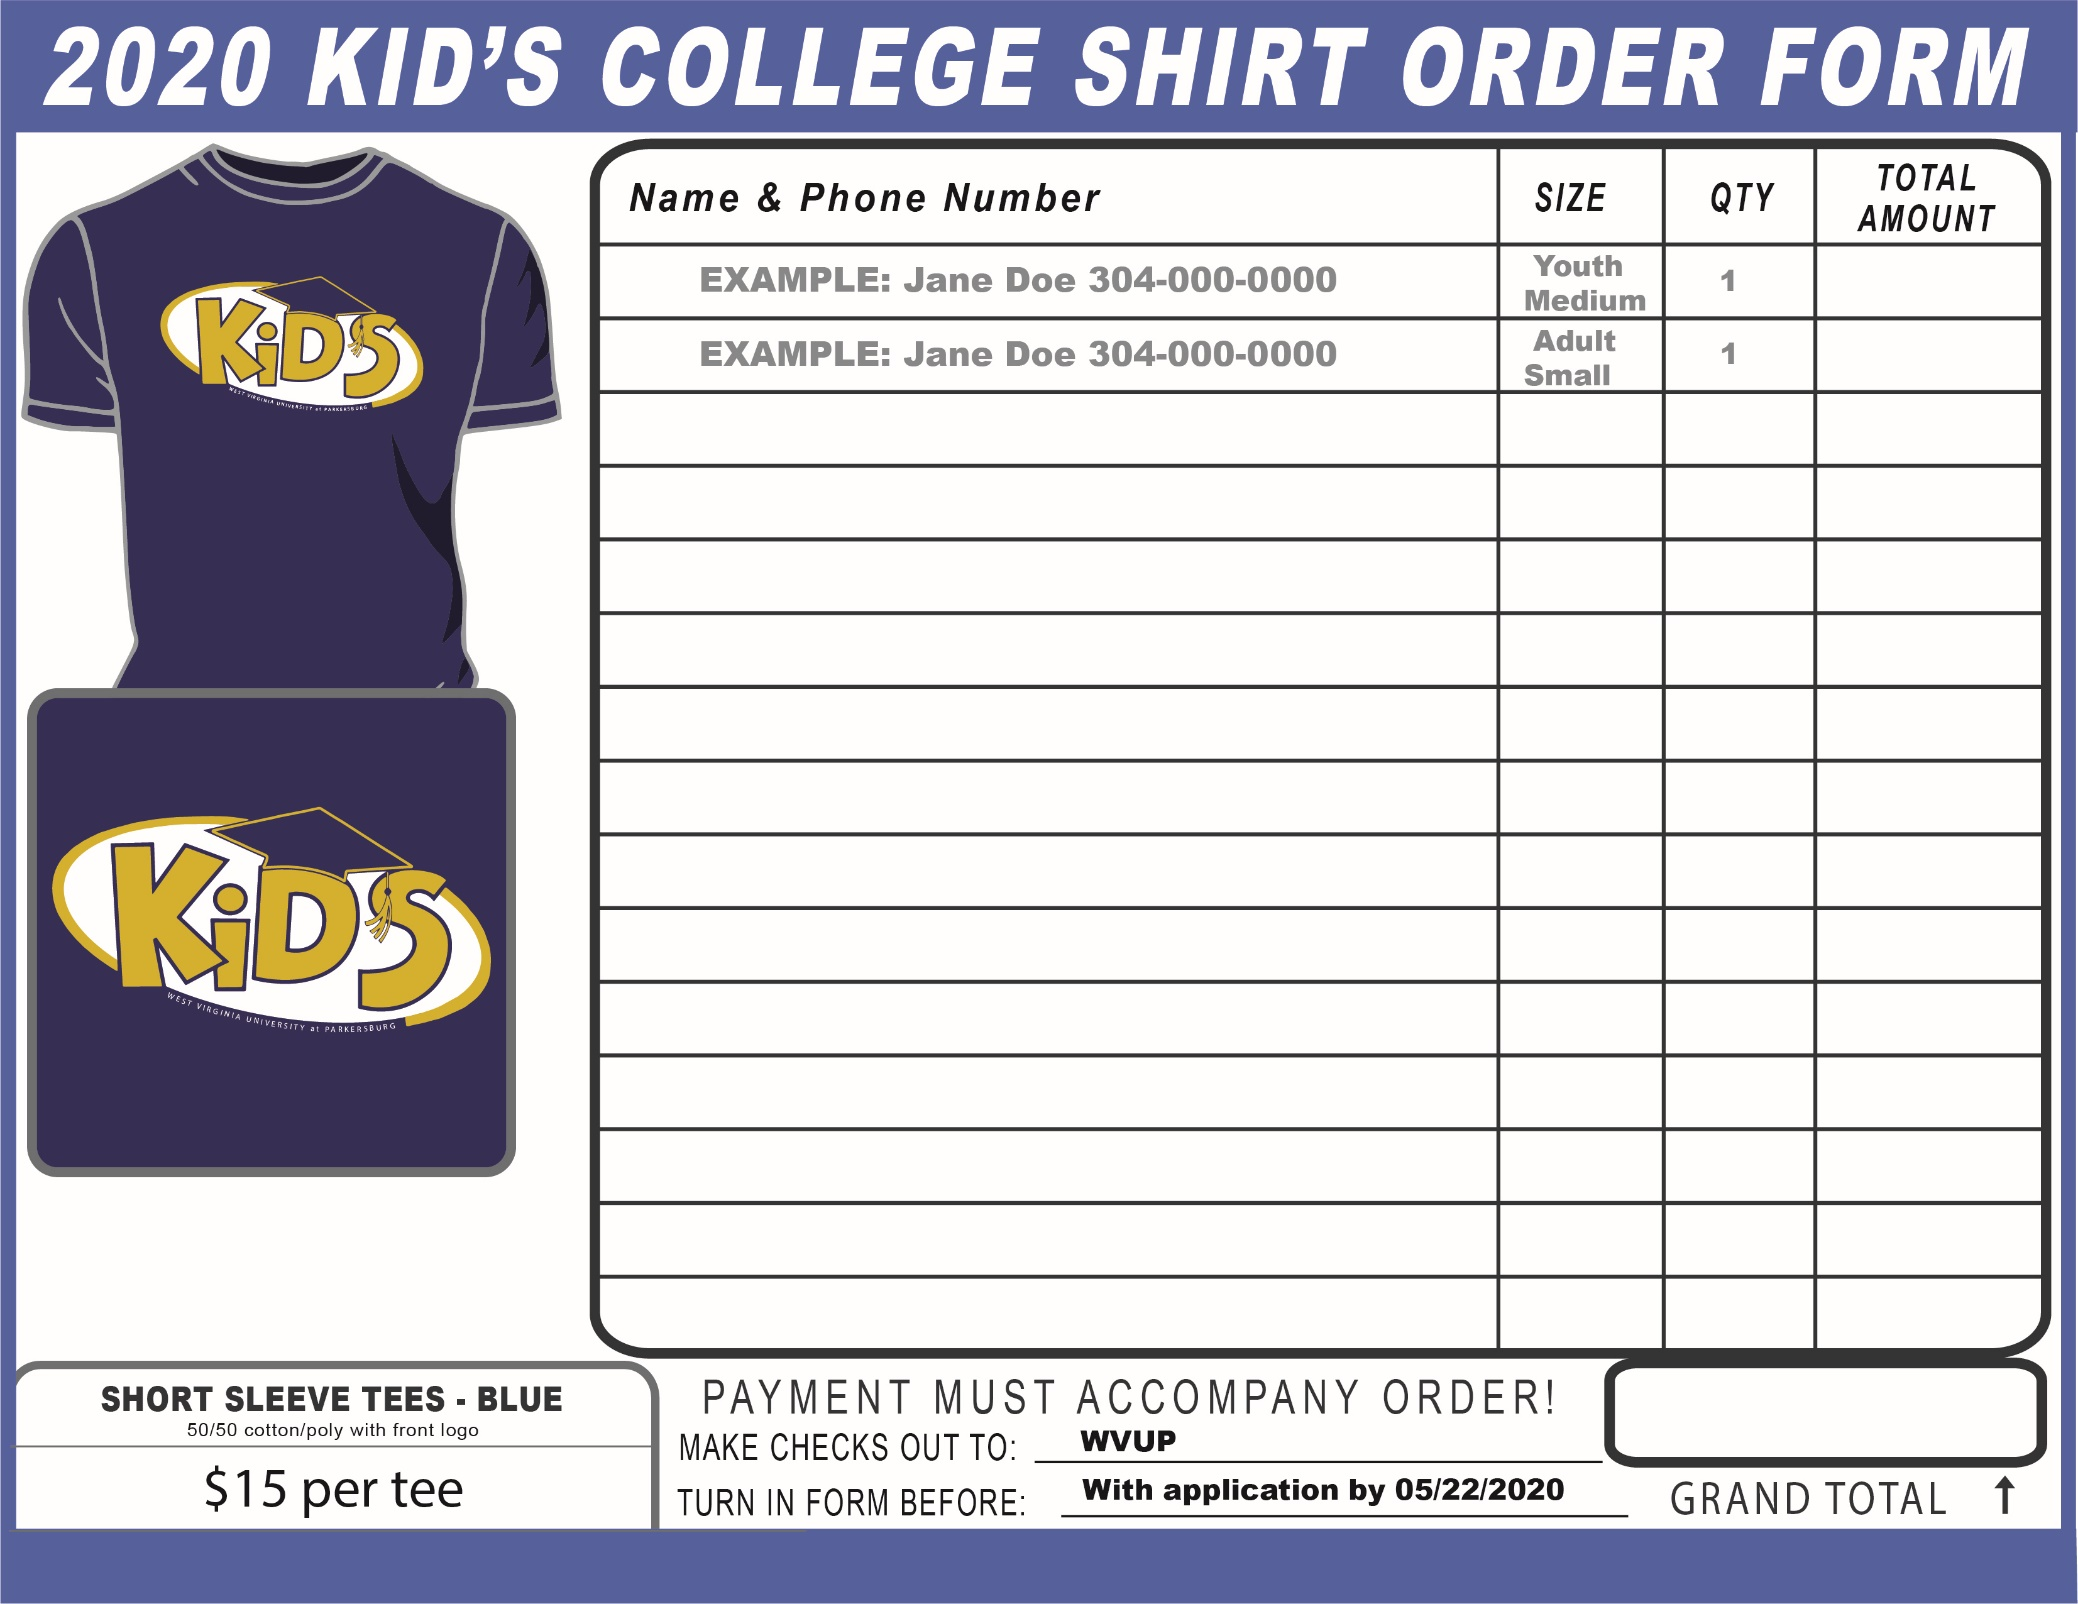 2020 KID’S COLLEGE SHIRT ORDER FORM
KiD'S
WEST VIRGINIA UNIVERSITY at PARKERSBURG
KiD'S
WEST VIRGINIA UNIVERSITY at PARKERSBURG
Name & Phone Number SIZE QTY TOTAL AMOUNT
EXAMPLE: Jane Doe 304-000-0000 Youth Medium 1
EXAMPLE: Jane Doe 304-000-0000 Adult Small 1
SHORT SLEEVE TEES - BLUE
50/50 cotton/poly with front logo
$15 per tee
PAYMENT MUST ACCOMPANY ORDER!
MAKE CHECKS OUT TO: WVUP
TURN IN FORM BEFORE: With application by 05/22/2020
GRAND TOTAL ↑